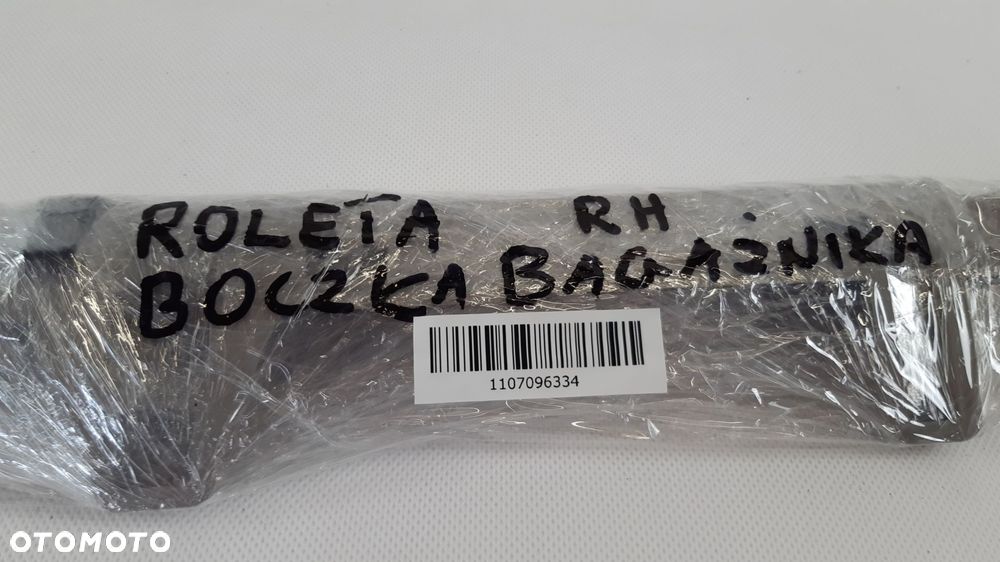 ROLETA RH
BOCZKA BAGAŻNIKA
1107096334
OTOMOTO